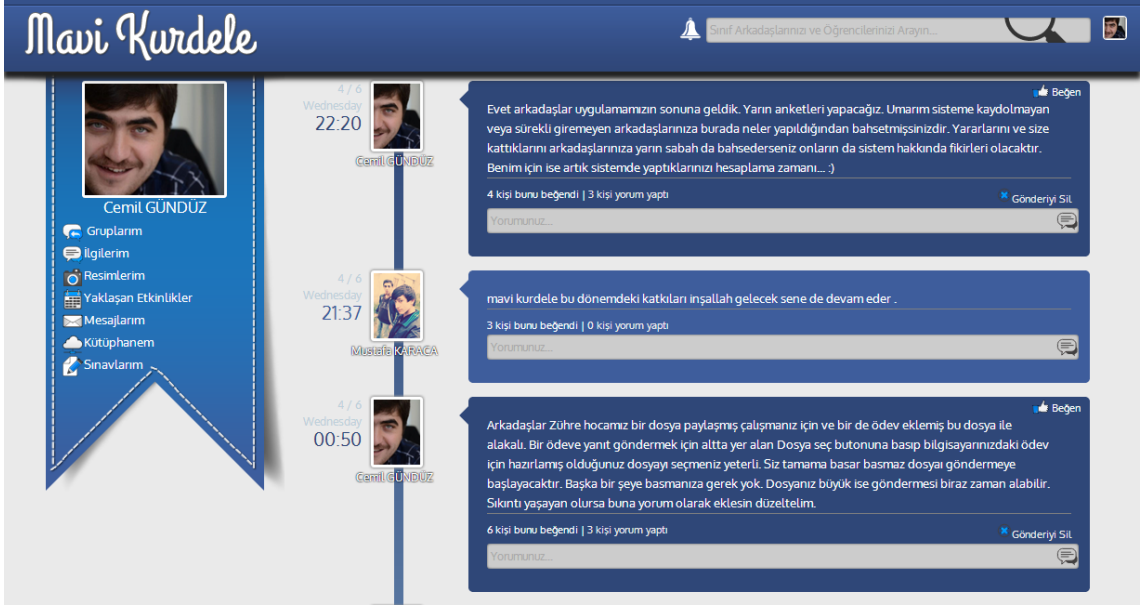 Mavi Kurdele
Sınıf Arkadaşlarınızı ve Öğrencilerinizi Arayın...
Cemil GÜNDÜZ
Gruplarım
İlgilerim
Resimlerim
Yaklaşan Etkinlikler
Mesajlarım
Kütüphanem
Sınavlarım
4 / 6
Wednesday
22:20
Cemil GÜNDÜZ
Beğen
Evet arkadaşlar uygulamamızın sonuna geldik. Yarın anketleri yapacağız. Umarım sisteme kaydolmayan
veya sürekli giremeyen arkadaşlarınıza burada neler yapıldığından bahsetmişsinizdir. Yararlarını ve size
kattıklarını arkadaşlarınıza yarın sabah da bahsederseniz onların da sistem hakkında fikirleri olacaktır.
Benim için ise artık sistemde yaptıklarınızı hesaplama zamanı... :)
4 kişi bunu beğendi | 3 kişi yorum yaptı
Gönderiyi Sil
Yorumunuz...
4 / 6
Wednesday
21:37
Mustafa KARACA
mavi kurdele bu dönemdeki katkıları inşallah gelecek sene de devam eder .
3 kişi bunu beğendi | 0 kişi yorum yaptı
Yorumunuz...
4 / 6
Wednesday
00:50
Cemil GÜNDÜZ
Beğen
Arkadaşlar Zühre hocamız bir dosya paylaşmış çalışmanız için ve bir de ödev eklemiş bu dosya ile
alakalı. Bir ödeve yanıt göndermek için altta yer alan Dosya seç butonuna basıp bilgisayarınızdaki ödev
için hazırlamış olduğunuz dosyayı seçmeniz yeterli. Siz tamama basar basmaz dosyaı göndermeye
başlayacaktır. Başka bir şeye basmanıza gerek yok. Dosyanız büyük ise göndermesi biraz zaman alabilir.
Sıkıntı yaşayan olursa buna yorum olarak eklesin düzeltelim.
6 kişi bunu beğendi | 3 kişi yorum yaptı
Gönderiyi Sil
Yorumunuz...